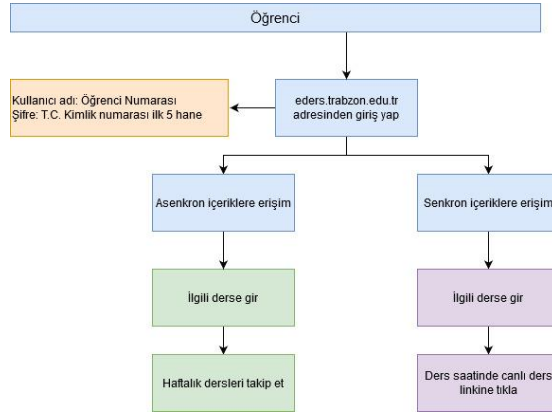 Öğrenci
Kullanıcı adı: Öğrenci Numarası
Şifre: T.C. Kimlik numarası ilk 5 hane
eders.trabzon.edu.tr
adresinden giriş yap
Asenkron içeriklere erişim
Senkron içeriklere erişim
İlgili derse gir
İlgili derse gir
Haftalık dersleri takip et
Ders saatinde canlı ders
linkine tıkla